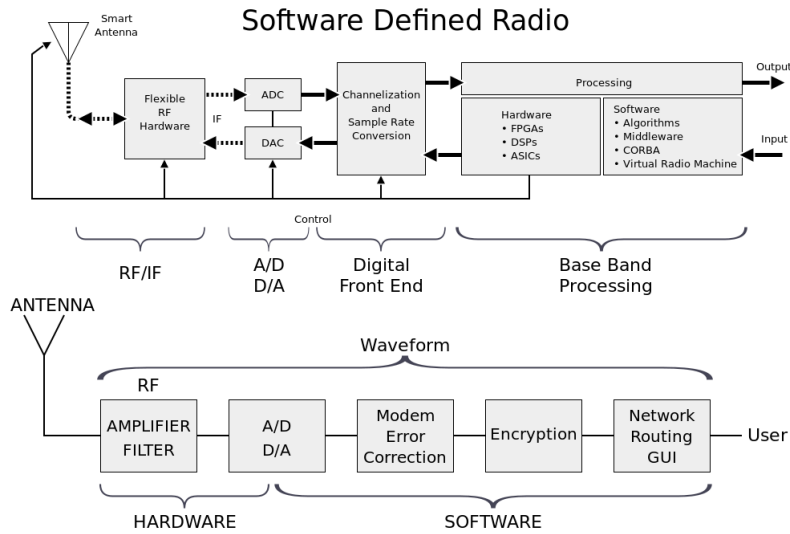 Software Defined Radio
Smart
Antenna
Flexible
RF
Hardware
IF
ADC
DAC
Channelization
and
Sample Rate
Conversion
Processing
Hardware
• FPGAs
• DSPs
• ASICs
Software
• Algorithms
• Middleware
• CORBA
• Virtual Radio Machine
Output
Input
Control
RF/IF
A/D
D/A
Digital
Front End
Base Band
Processing
ANTENNA
Waveform
RF
AMPLIFIER
FILTER
A/D
D/A
Modem
Error
Correction
Encryption
Network
Routing
GUI
User
HARDWARE
SOFTWARE